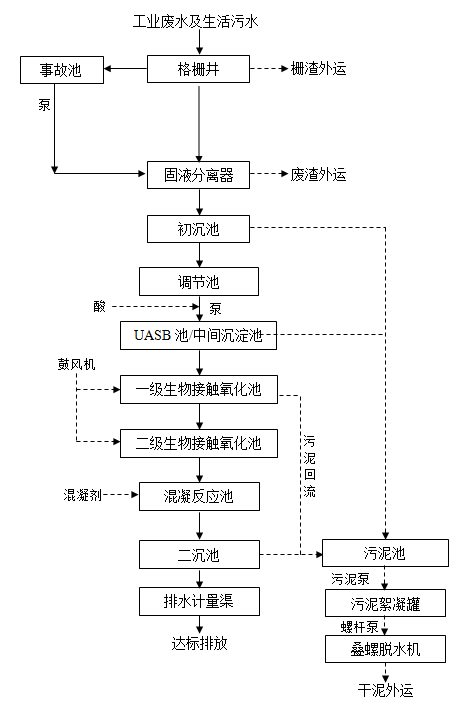 工业废水及生活污水
事故池
格栅井
栅渣外运
泵
固液分离器
废渣外运
初沉池
调节池
酸
泵
UASB 池/中间沉淀池
鼓风机
一级生物接触氧化池
污泥回流
二级生物接触氧化池
混凝剂
混凝反应池
二沉池
污泥池
污泥泵
排水计量渠
污泥絮凝罐
螺杆泵
达标排放
叠螺脱水机
干泥外运